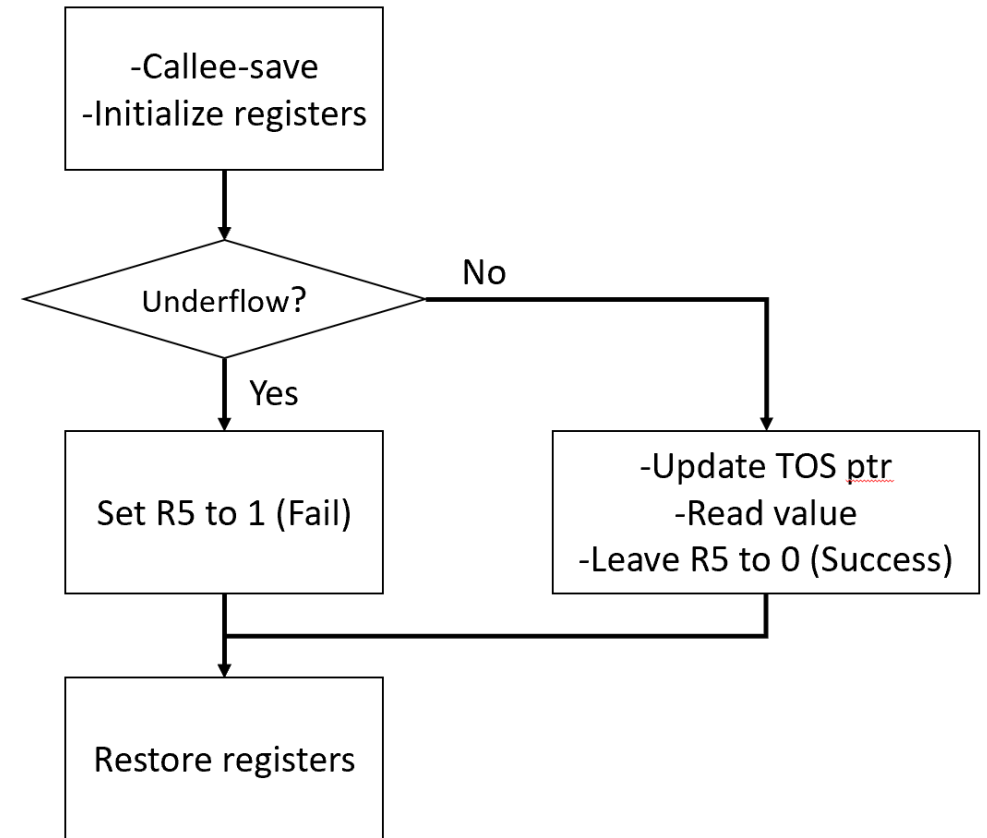 -Callee-save
-Initialize registers
Underflow?
No
Yes
Set R5 to 1 (Fail)
-Update TOS ptr
-Read value
-Leave R5 to 0 (Success)
Restore registers